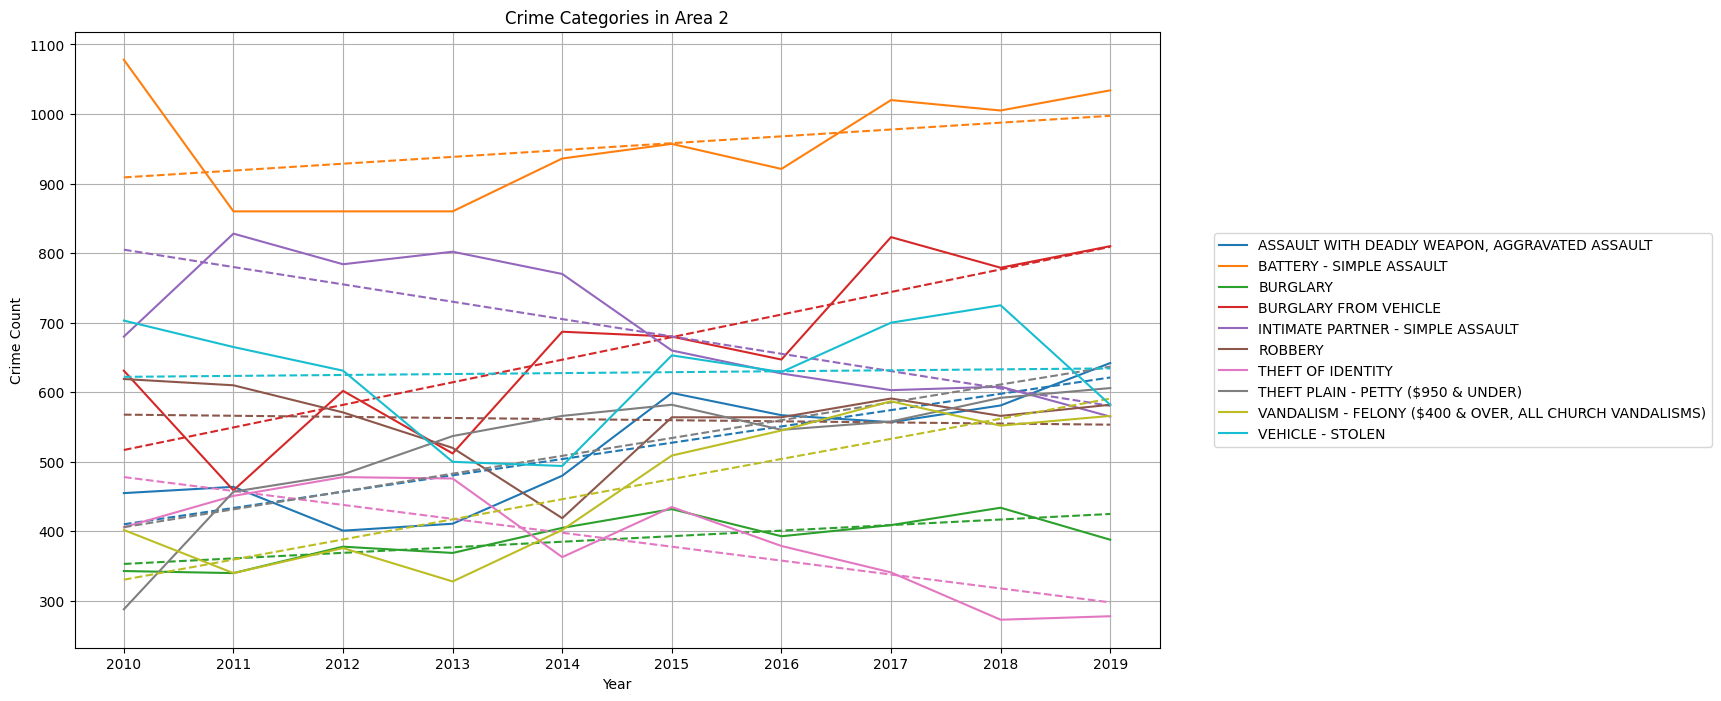 Crime Categories in Area 2
Crime Count
1100
1000
900
800
700
600
500
400
300
2010 2011 2012 2013 2014 2015 2016 2017 2018 2019
Year
ASSAULT WITH DEADLY WEAPON, AGGRAVATED ASSAULT
BATTERY - SIMPLE ASSAULT
BURGLARY
BURGLARY FROM VEHICLE
INTIMATE PARTNER - SIMPLE ASSAULT
ROBBERY
THEFT OF IDENTITY
THEFT PLAIN - PETTY ($950 & UNDER)
VANDALISM - FELONY ($400 & OVER, ALL CHURCH VANDALISMS)
VEHICLE - STOLEN